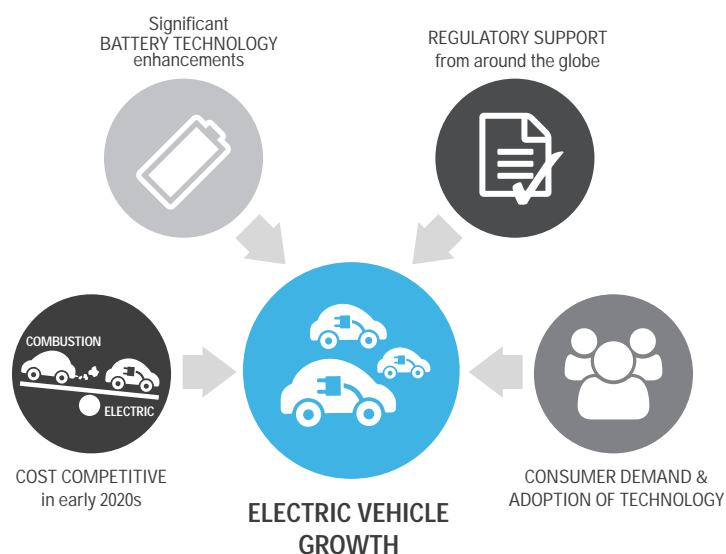 Significant
BATTERY TECHNOLOGY
enhancements
REGULATORY SUPPORT
from around the globe
COMBUSTION
ELECTRIC
COST COMPETITIVE
in early 2020s
CONSUMER DEMAND &
ADOPTION OF TECHNOLOGY
ELECTRIC VEHICLE
GROWTH